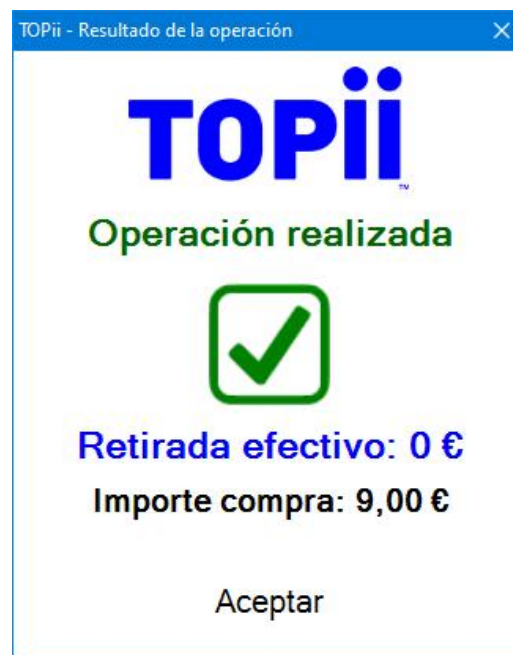 TOPii - Resultado de la operación
TOPii
TM
Operación realizada
Retirada efectivo: 0 €
Importe compra: 9,00 €
Aceptar